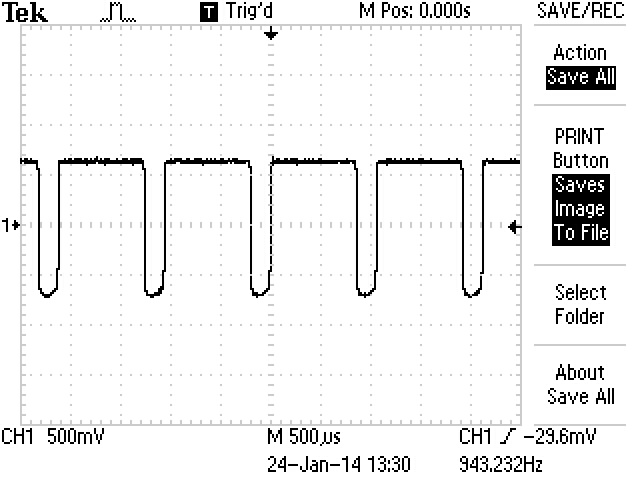 Tek T Trig'd M Pos: 0.000s SAVE/REC
Action
Save All
PRINT
Button
Saves
Image
To File
1
Select
Folder
About
Save All
CH1 500mV M 500µs CH1 -29.6mV
24-Jan-14 13:30 943.232Hz